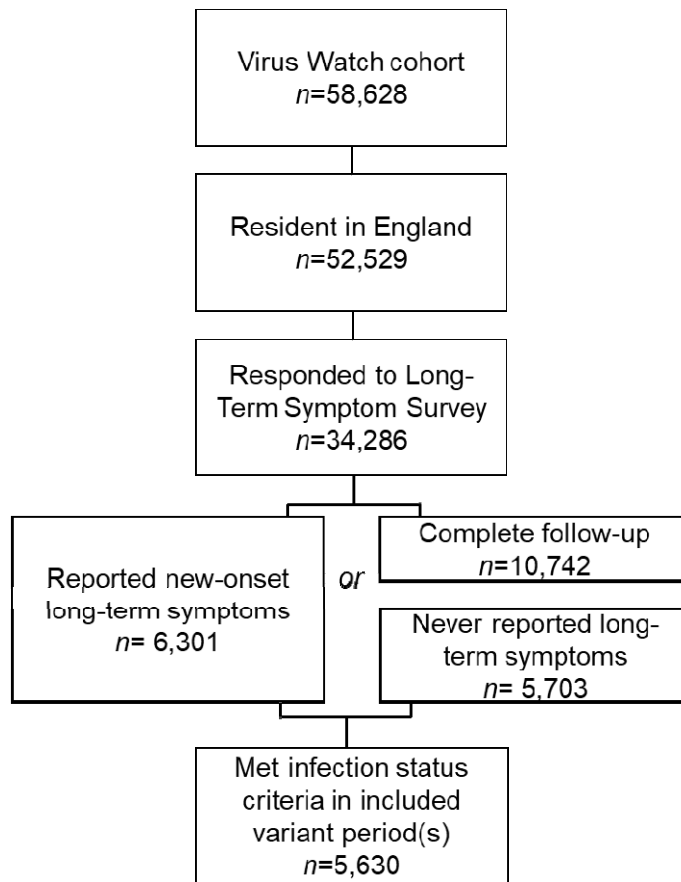 Virus Watch cohort
n=58,628
Resident in England
n=52,529
Responded to Long-
Term Symptom Survey
n=34,286
Reported new-onset
long-term symptoms
n= 6,301
or
Complete follow-up
n=10,742
Never reported long-
term symptoms
n= 5,703
Met infection status
criteria in included
variant period(s)
n=5,630